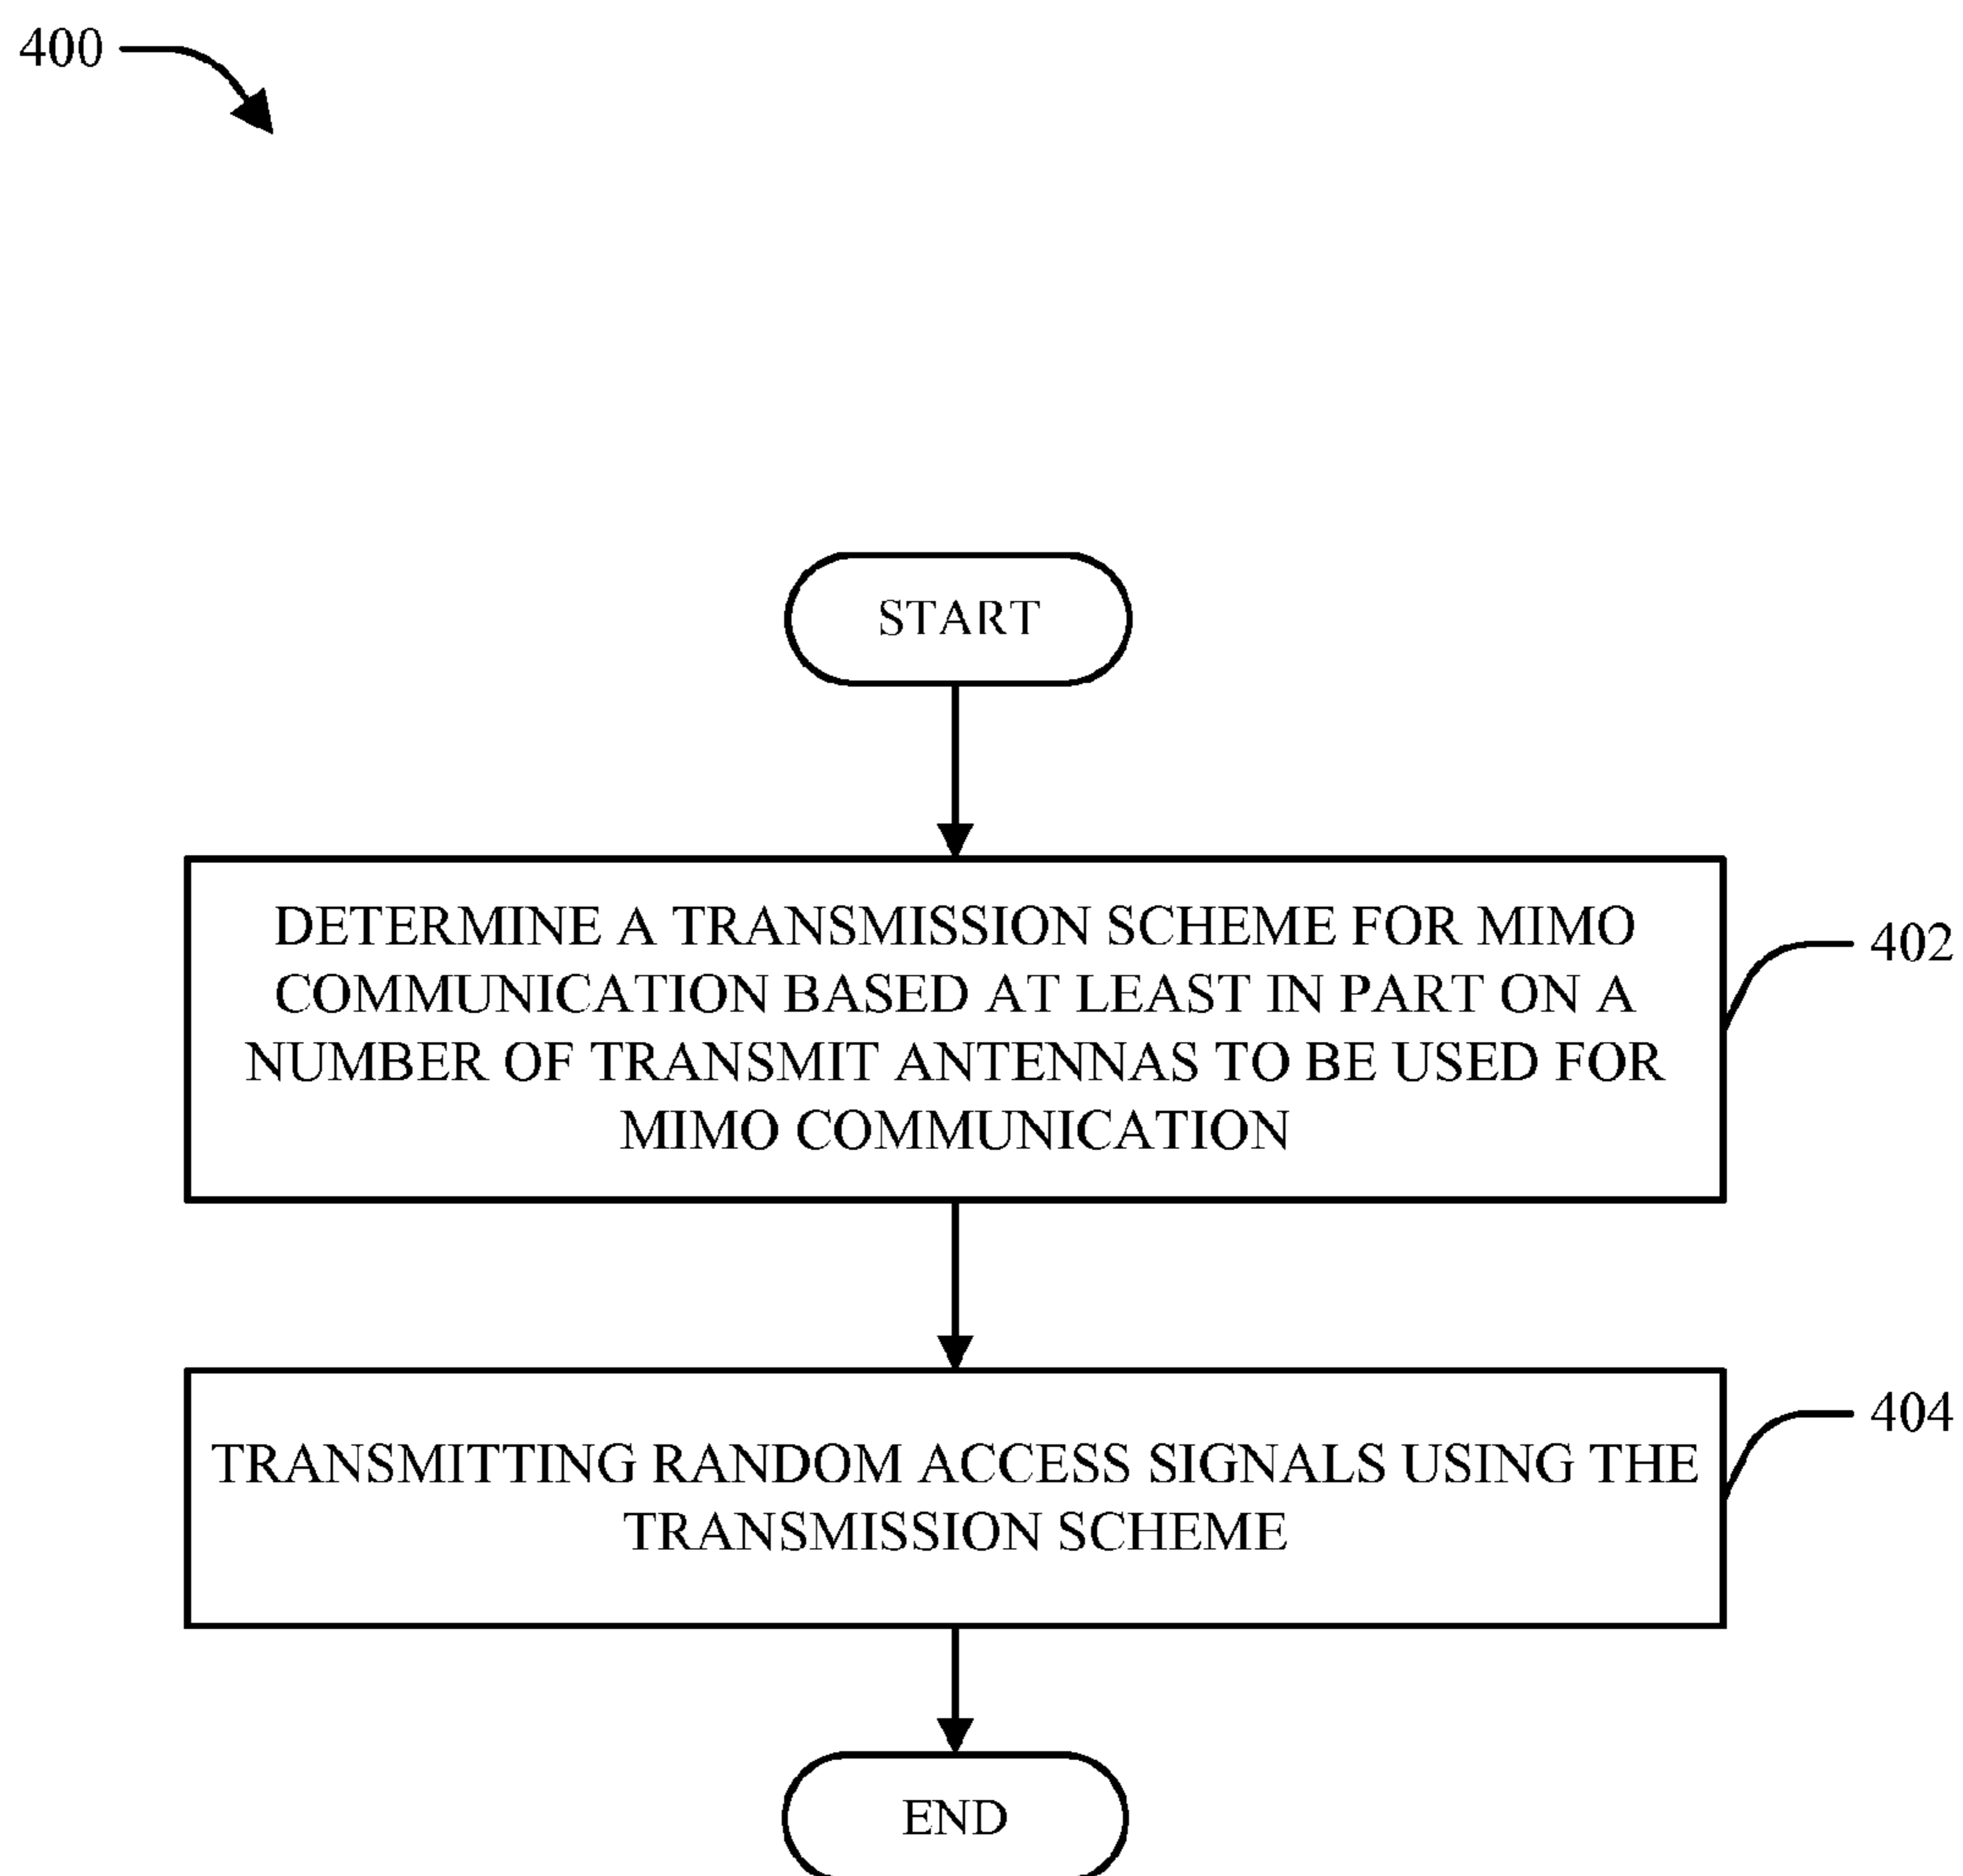 400
START
DETERMINE A TRANSMISSION SCHEME FOR MIMO
COMMUNICATION BASED AT LEAST IN PART ON A
NUMBER OF TRANSMIT ANTENNAS TO BE USED FOR
MIMO COMMUNICATION
402
TRANSMITTING RANDOM ACCESS SIGNALS USING THE
TRANSMISSION SCHEME
404
END